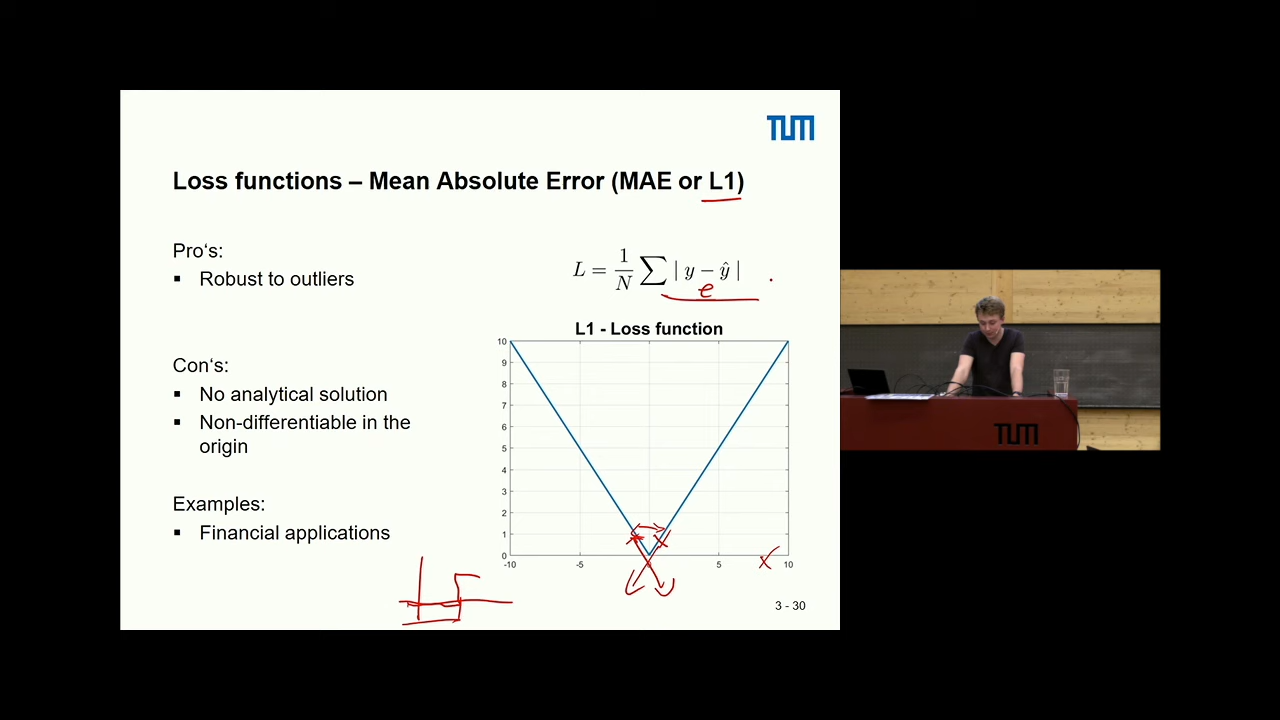 TUM
Loss functions – Mean Absolute Error (MAE or L1)
Pro‘s:
▪ Robust to outliers
L = 1/N ∑ | y − ŷ |
e
Con‘s:
▪ No analytical solution
▪ Non-differentiable in the
origin
Examples:
▪ Financial applications
L1 - Loss function
10
9
8
7
6
5
4
3
2
1
0
-10 -5 0 5 10
x
3 - 30
TUM